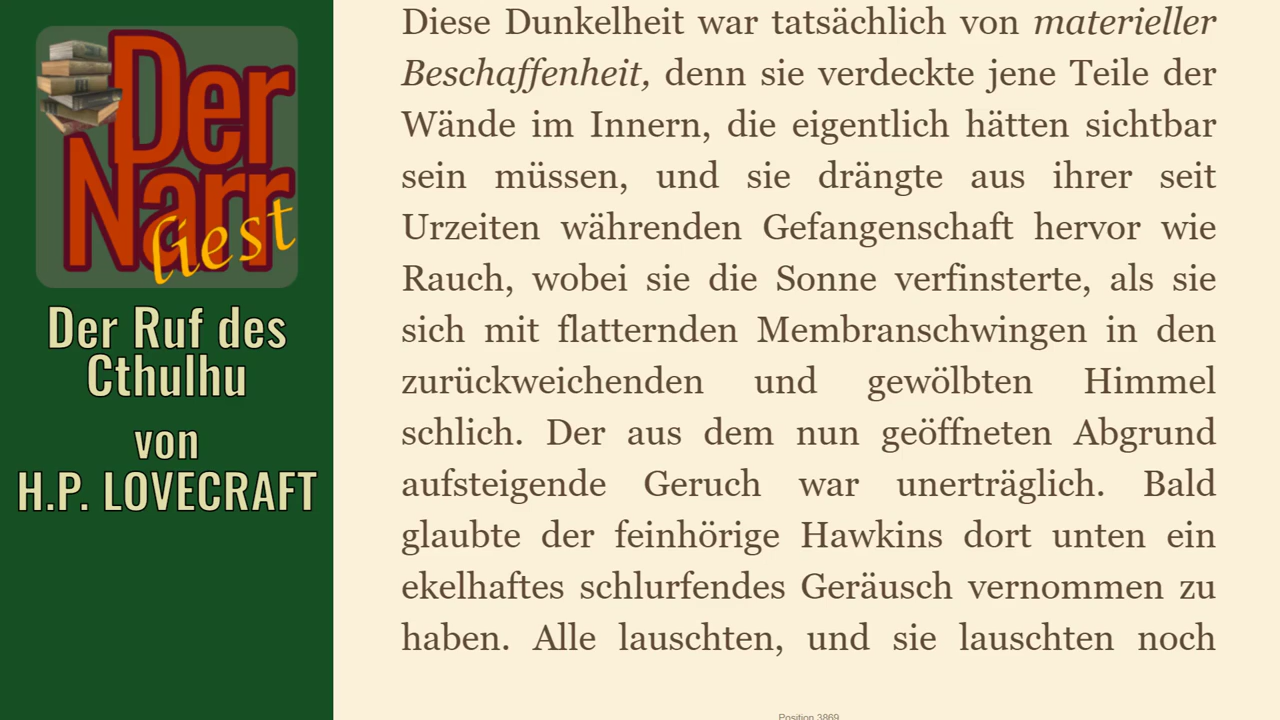 Der
Narr
liest
Der Ruf des
Cthulhu
von
H.P. LOVECRAFT
Diese Dunkelheit war tatsächlich von materieller
Beschaffenheit, denn sie verdeckte jene Teile der
Wände im Innern, die eigentlich hätten sichtbar
sein müssen, und sie drängte aus ihrer seit
Urzeiten währenden Gefangenschaft hervor wie
Rauch, wobei sie die Sonne verfinsterte, als sie
sich mit flatternden Membranschwingen in den
zurückweichenden und gewölbten Himmel
schlich. Der aus dem nun geöffneten Abgrund
aufsteigende Geruch war unerträglich. Bald
glaubte der feinhörige Hawkins dort unten ein
ekelhaftes schlurfendes Geräusch vernommen zu
haben. Alle lauschten, und sie lauschten noch
Position 3869